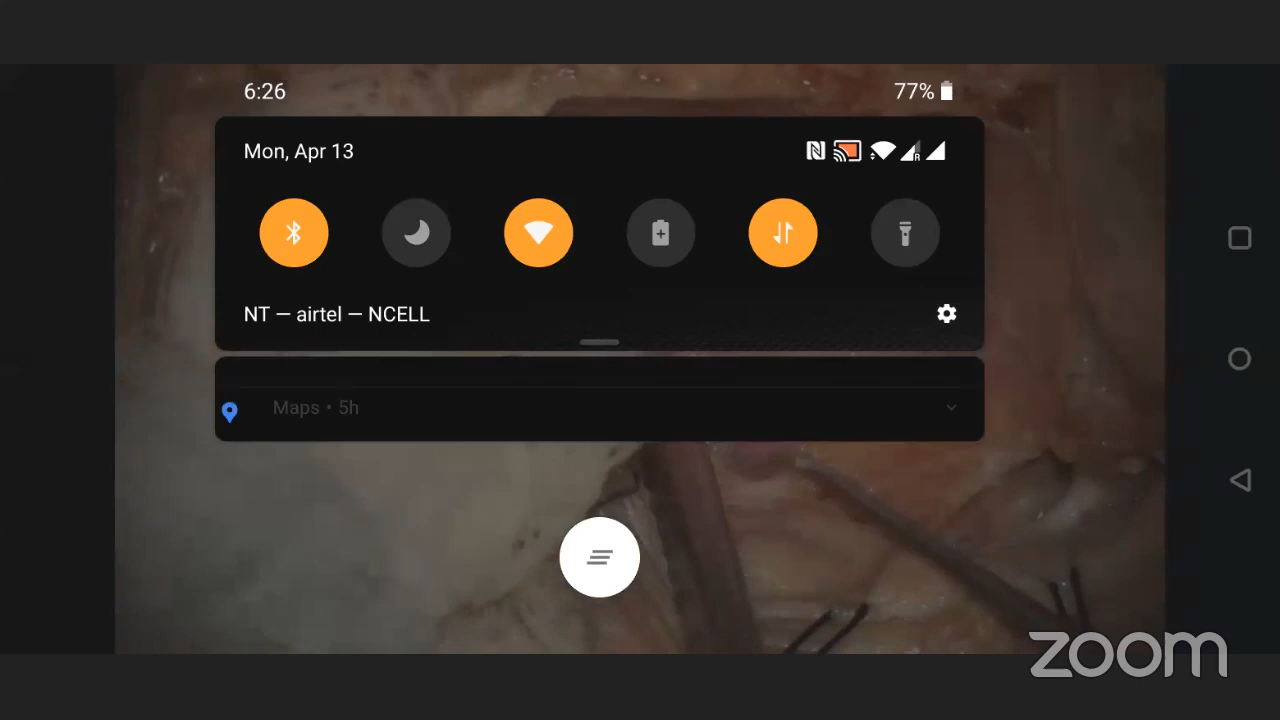 6:26
77%
Mon, Apr 13
R
NT — airtel — NCELL
Maps • 5h
zoom